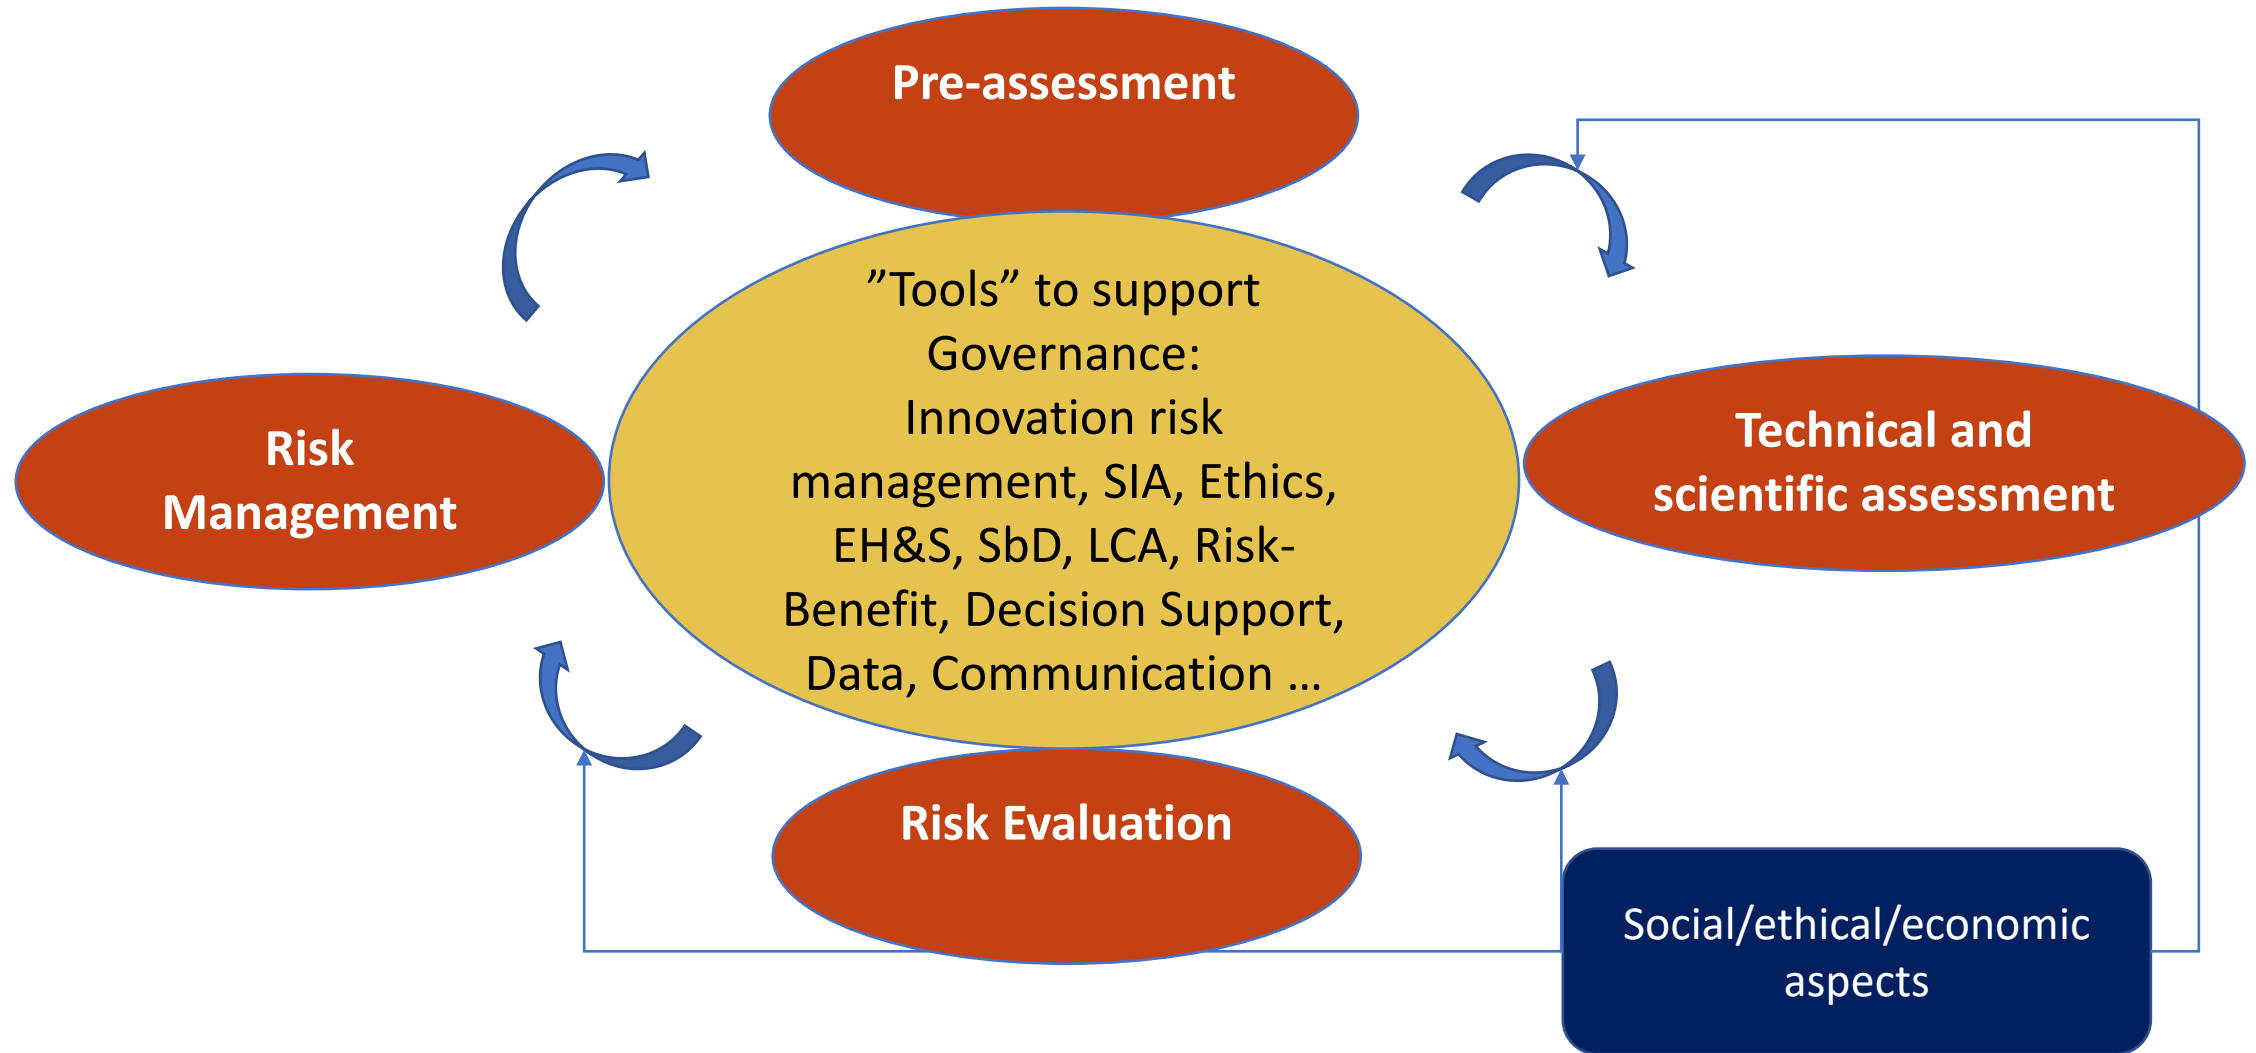 Pre-assessment
”Tools” to support
Governance:
Innovation risk
management, SIA, Ethics,
EH&S, SbD, LCA, Risk-
Benefit, Decision Support,
Data, Communication ...
Risk
Management
Technical and
scientific assessment
Risk Evaluation
Social/ethical/economic
aspects